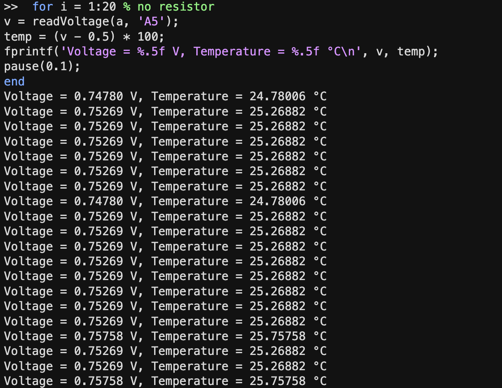 >>  for i = 1:20 % no resistor
v = readVoltage(a, 'A5');
temp = (v - 0.5) * 100;
fprintf('Voltage = %.5f V, Temperature = %.5f °C\n', v, temp);
pause(0.1);
end
Voltage = 0.74780 V, Temperature = 24.78006 °C
Voltage = 0.75269 V, Temperature = 25.26882 °C
Voltage = 0.75269 V, Temperature = 25.26882 °C
Voltage = 0.75269 V, Temperature = 25.26882 °C
Voltage = 0.75269 V, Temperature = 25.26882 °C
Voltage = 0.75269 V, Temperature = 25.26882 °C
Voltage = 0.75269 V, Temperature = 25.26882 °C
Voltage = 0.74780 V, Temperature = 24.78006 °C
Voltage = 0.75269 V, Temperature = 25.26882 °C
Voltage = 0.75269 V, Temperature = 25.26882 °C
Voltage = 0.75269 V, Temperature = 25.26882 °C
Voltage = 0.75269 V, Temperature = 25.26882 °C
Voltage = 0.75269 V, Temperature = 25.26882 °C
Voltage = 0.75269 V, Temperature = 25.26882 °C
Voltage = 0.75269 V, Temperature = 25.26882 °C
Voltage = 0.75758 V, Temperature = 25.75758 °C
Voltage = 0.75269 V, Temperature = 25.26882 °C
Voltage = 0.75269 V, Temperature = 25.26882 °C
Voltage = 0.75758 V, Temperature = 25.75758 °C